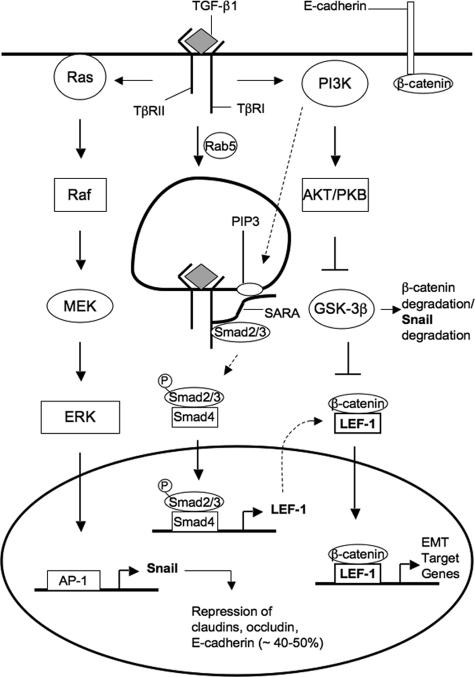 TGF-β1
E-cadherin
Ras
PI3K
β-catenin
TβRII
TβRI
Rab5
Raf
AKT/PKB
PIP3
MEK
GSK-3β
β-catenin
degradation/
Snail
degradation
SARA
Smad2/3
P
Smad2/3
Smad4
ERK
β-catenin
LEF-1
P
Smad2/3
Smad4
LEF-1
β-catenin
LEF-1
EMT
Target
Genes
AP-1
Snail
Repression of
claudins, occludin,
E-cadherin (~ 40-50%)